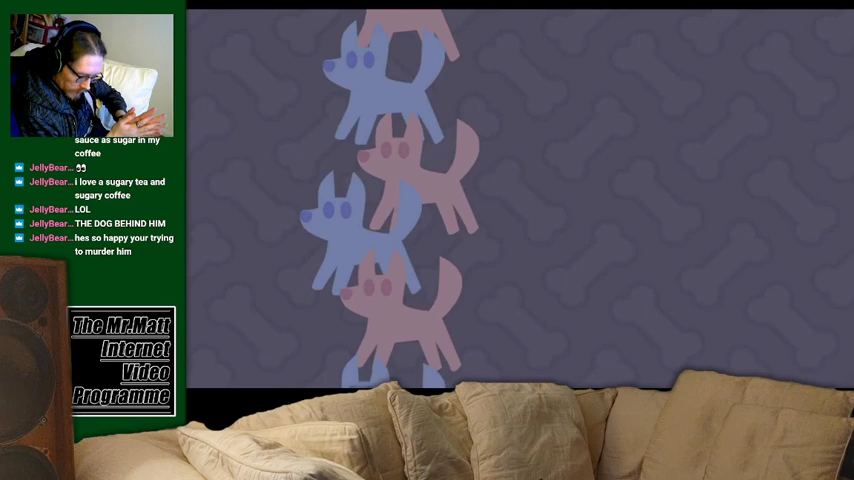 sauce as sugar in my
coffee
JellyBear... 👀
JellyBear... i love a sugary tea and
sugary coffee
JellyBear... LOL
JellyBear... THE DOG BEHIND HIM
JellyBear... hes so happy your trying
to murder him
The Mr.Matt
Internet
Video
Programme